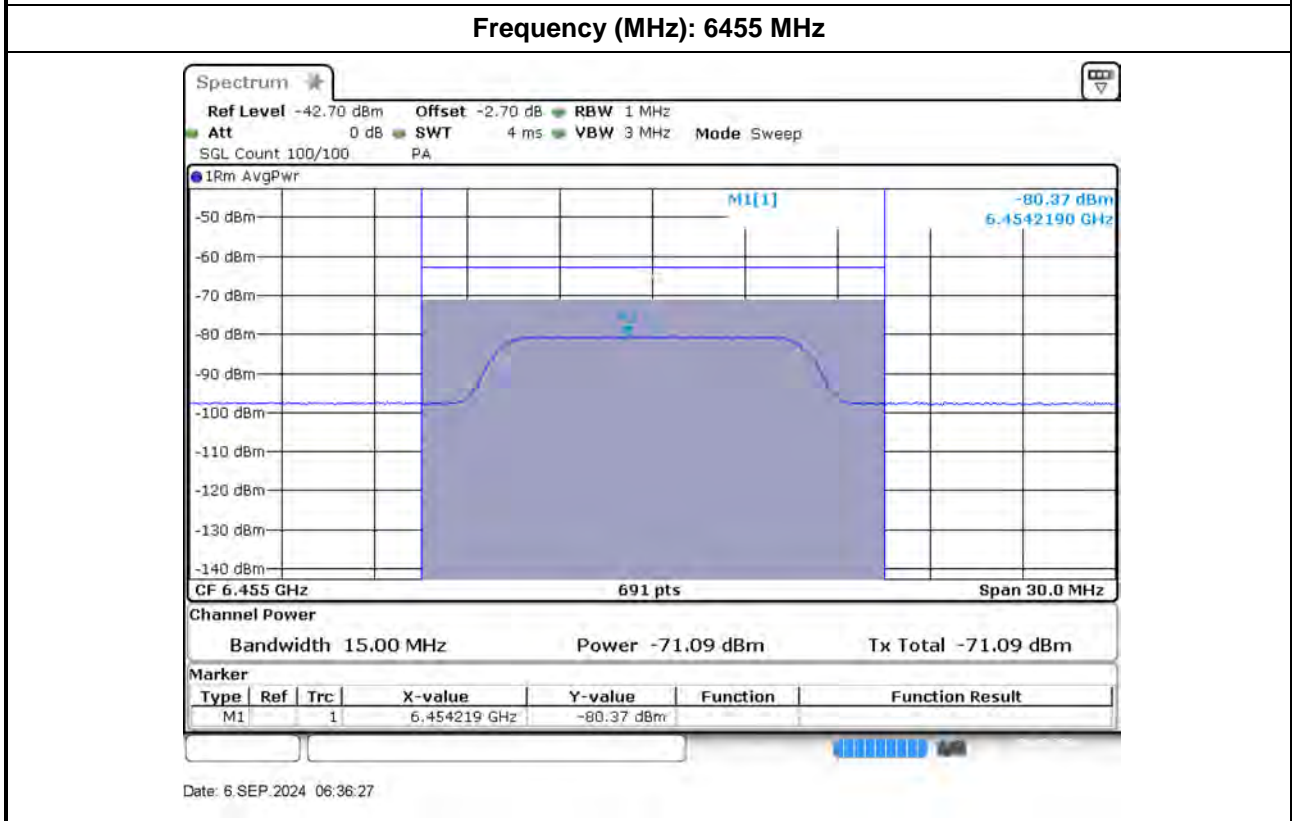 Frequency (MHz): 6455 MHz
Spectrum
Ref Level -42.70 dBm Offset -2.70 dB RBW 1 MHz
Att 0 dB SWT 4 ms VBW 3 MHz Mode Sweep
SGL Count 100/100 PA
1Rm AvgPwr
M1[1] -80.37 dBm
6.4542190 GHz
-50 dBm
-60 dBm
-70 dBm
-80 dBm
-90 dBm
-100 dBm
-110 dBm
-120 dBm
-130 dBm
-140 dBm
CF 6.455 GHz 691 pts Span 30.0 MHz
Channel Power
Bandwidth 15.00 MHz Power -71.09 dBm Tx Total -71.09 dBm
Marker
Type Ref Trc X-value Y-value Function Function Result
M1 1 6.454219 GHz -80.37 dBm
Date: 6.SEP.2024 06:36:27